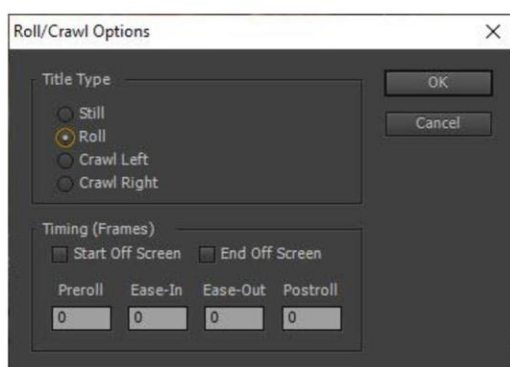 Roll/Crawl Options
Title Type
Still
Roll
Crawl Left
Crawl Right
OK
Cancel
Timing (Frames)
Start Off Screen End Off Screen
Preroll Ease-In Ease-Out Postroll
0 0 0 0